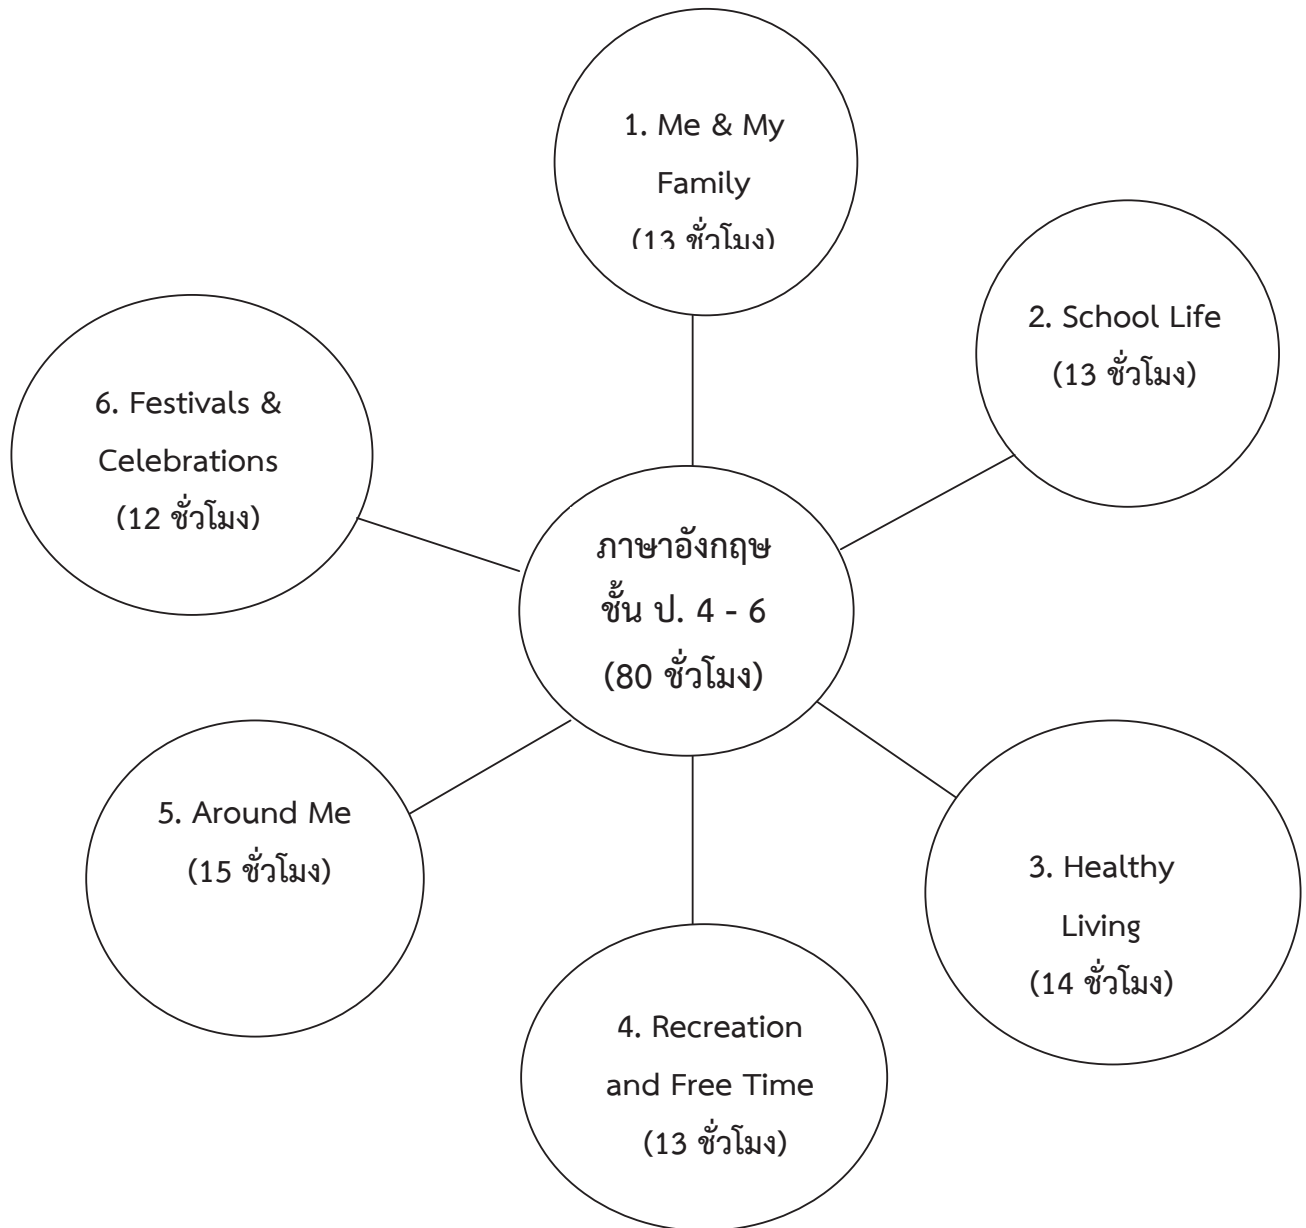 1. Me & My
Family
(13 ชั่วโมง)
2. School Life
(13 ชั่วโมง)
6. Festivals &
Celebrations
(12 ชั่วโมง)
ภาษาอังกฤษ
ชั้น ป. 4 - 6
(80 ชั่วโมง)
5. Around Me
(15 ชั่วโมง)
3. Healthy
Living
(14 ชั่วโมง)
4. Recreation
and Free Time
(13 ชั่วโมง)